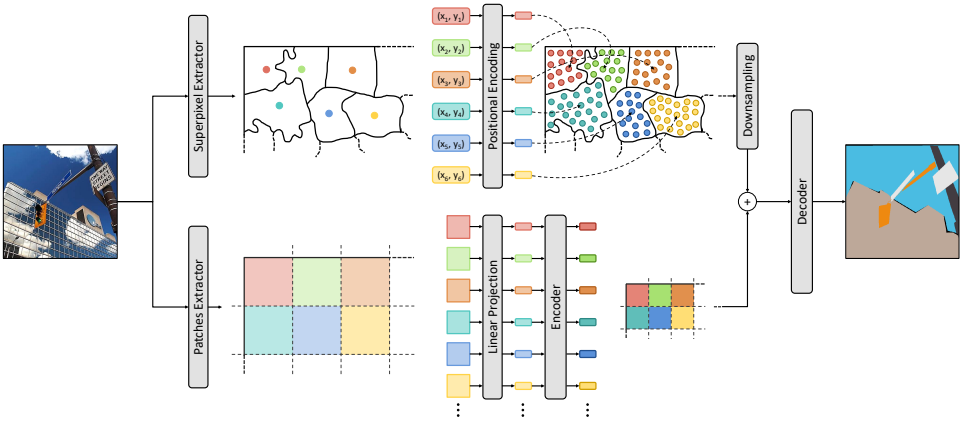 Superpixel Extractor
(x₁, y₁)
(x₂, y₂)
(x₃, y₃)
(x₄, y₄)
(x₅, y₅)
(x₆, y₆)
Positional Encoding
Downsampling
Patches Extractor
Linear Projection
Encoder
+
Decoder